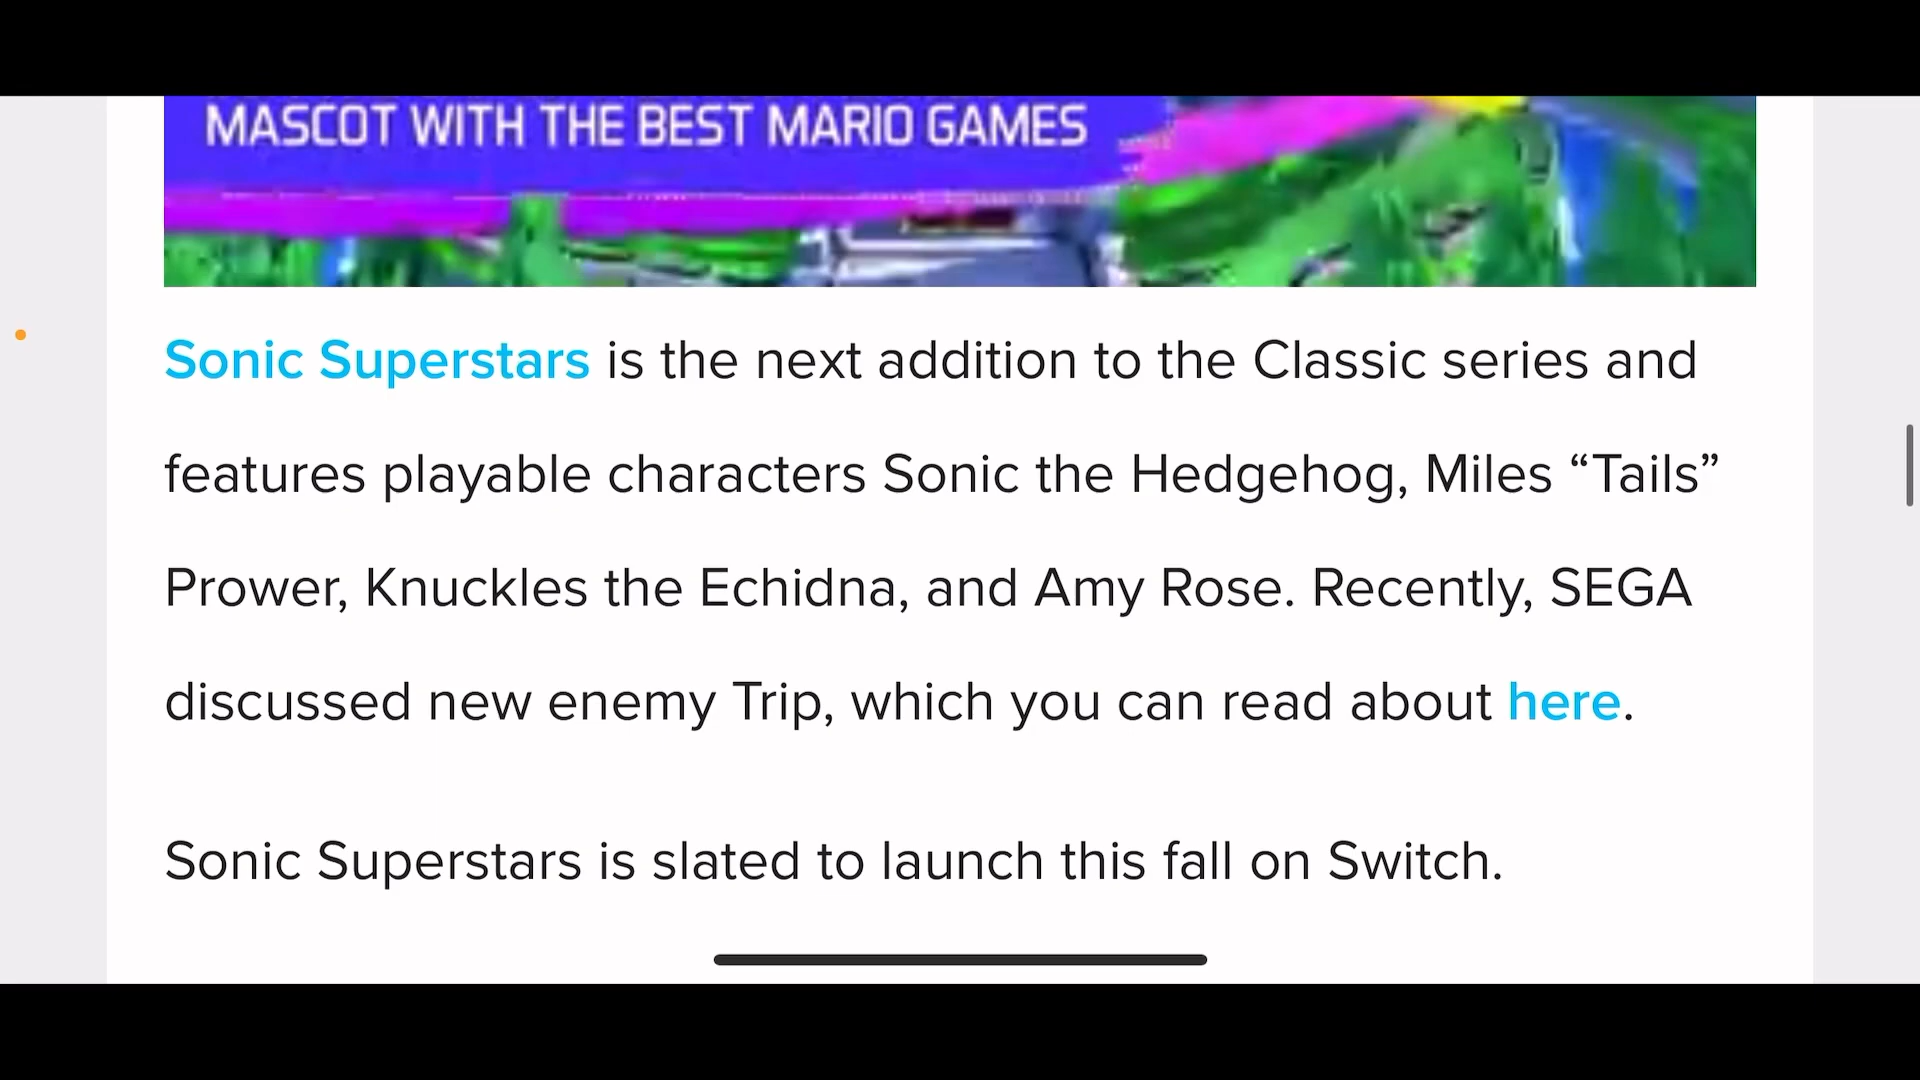 MASCOT WITH THE BEST MARIO GAMES
Sonic Superstars is the next addition to the Classic series and
features playable characters Sonic the Hedgehog, Miles “Tails”
Prower, Knuckles the Echidna, and Amy Rose. Recently, SEGA
discussed new enemy Trip, which you can read about here.
Sonic Superstars is slated to launch this fall on Switch.